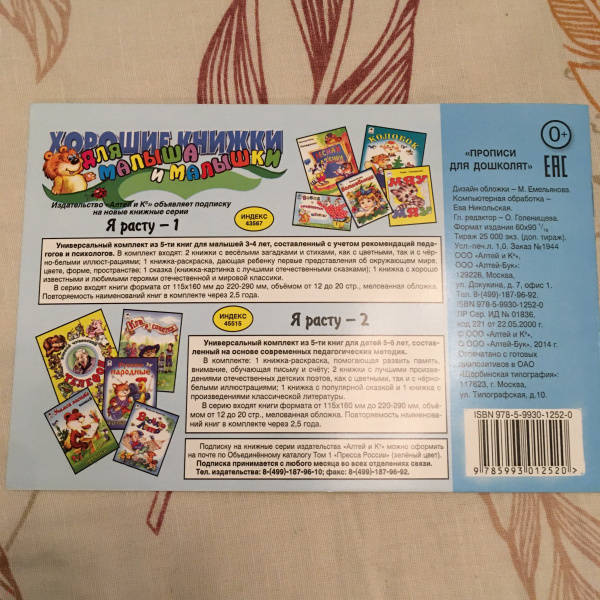 ХОРОШИЕ КНИЖКИ
ДЛЯ МАЛЫША
И МАЛЫШКИ
Издательство «Алтей и К°» объявляет подписку
на новые книжные серии
ИНДЕКС
43567
Я расту – 1
Универсальный комплект из 5-ти книг для малышей 3-4 лет, составленный с учетом рекомендаций педа-
гогов и психологов. В комплект входят: 2 книжки с весёлыми загадками и стихами, как с цветными, так и с чёр-
но-белыми иллюст-рациями; 1 книжка-раскраска, дающая ребенку первые представления об окружающем мире,
цвете, форме, пространстве; 1 сказка (книжка-картинка с лучшими отечественными сказками); 1 книжка с хорошо
известными и любимыми героями отечественной и мировой классики.
В серию входят книги формата от 115х160 мм до 220-290 мм, объёмом от 12 до 20 стр., мелованная обложка.
Повторяемость наименований книг в комплекте через 2,5 года.
КОЛОБОК
МЯУ
МЯУ
ИНДЕКС
45515
Я расту – 2
Универсальный комплект из 5-ти книг для детей 5-6 лет, состав-
ленный на основе современных педагогических методик.
В комплекте: 1 книжка-раскраска, помогающая развить память,
внимание, обучающая письму и счёту; 2 книжки с лучшими произве-
дениями отечественных детских поэтов, как с цветными, так и с чёрно-
белыми иллюстрациями; 1 книжка с популярной сказкой и 1 книжка с
произведениями классической литературы.
В серию входят книги формата от 115х160 мм до 220-290 мм, объё-
мом от 12 до 20 стр., мелованная обложка. Повторяемость наименова-
ний книг в комплекте через 2,5 года.
НАРОДНЫЕ
Подписку на книжные серии издательства «Алтей и К°» можно оформить
на почте по Объединённому каталогу Том 1 «Пресса России» (зелёный цвет).
Подписка принимается с любого месяца во всех отделениях связи.
Тел. издательства: 8-(499)-187-96-10; факс: 8-(499)-187-96-92.
0+
EAC
«ПРОПИСИ
ДЛЯ ДОШКОЛЯТ»
Дизайн обложки – М. Емельянова.
Компьютерная обработка –
Ева Никольская.
Гл. редактор – О. Голенищева.
Формат издания 60х90 1/16
Тираж 25 000 экз. (доп. тираж).
Усл.-печ л. 1.0. Заказ №1944
© ООО «Алтей и К°»,
© ООО «Алтей-Бук»:
129226, Москва,
ул. Докукина, д. 7, офис 1.
Тел. 8-(499)-187-96-92.
ISBN 978-5-9930-1252-0
ЛР Сер. ИД № 01836,
код 221 от 22.05.2000 г.
© ООО «Алтей и К°».
© ООО «Алтей-Бук», 2014 г.
Отпечатано с готовых
диапозитивов в ОАО
«Щербинская типография»:
117623, г. Москва,
ул. Типографская, д.10.
ISBN 978-5-9930-1252-0
9 785993 012520 >